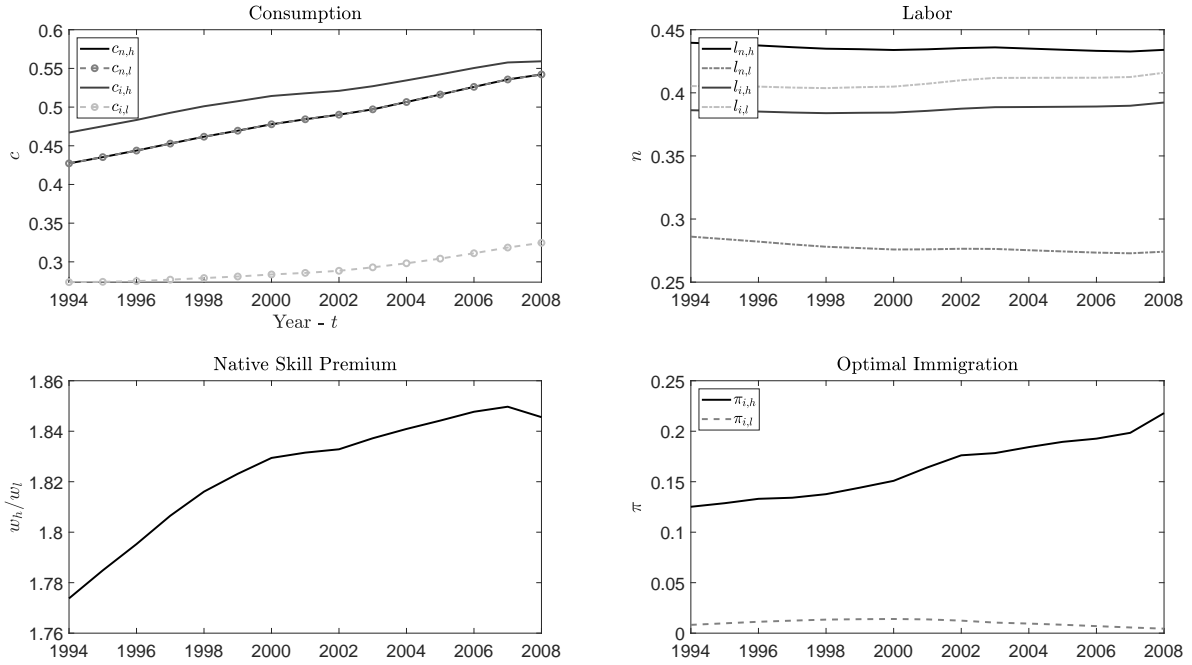 Consumption
0.6
0.55
0.5
0.45
0.4
0.35
0.3
c
c_{n,h}
c_{n,l}
c_{i,h}
c_{i,l}
1994 1996 1998 2000 2002 2004 2006 2008
Year - t
Labor
0.45
0.4
0.35
0.3
0.25
n
l_{n,h}
l_{n,l}
l_{i,h}
l_{i,l}
1994 1996 1998 2000 2002 2004 2006 2008
Native Skill Premium
1.86
1.84
1.82
1.8
1.78
1.76
w_h/w_l
1994 1996 1998 2000 2002 2004 2006 2008
Optimal Immigration
0.25
0.2
0.15
0.1
0.05
0
π
π_{i,h}
π_{i,l}
1994 1996 1998 2000 2002 2004 2006 2008